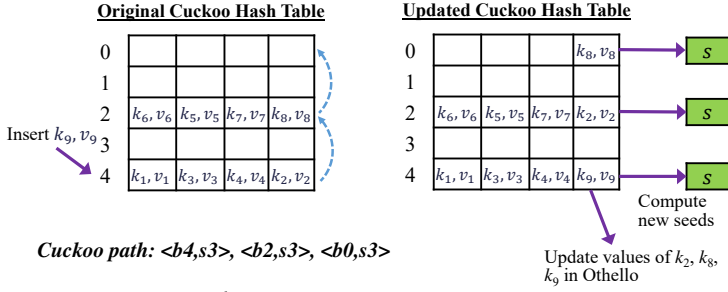 Original Cuckoo Hash Table
Updated Cuckoo Hash Table
0
1
2 k₆, v₆ k₅, v₅ k₇, v₇ k₈, v₈
Insert k₉, v₉
3
4 k₁, v₁ k₃, v₃ k₄, v₄ k₂, v₂
0 k₈, v₈ s
1
2 k₆, v₆ k₅, v₅ k₇, v₇ k₂, v₂ s
3
4 k₁, v₁ k₃, v₃ k₄, v₄ k₉, v₉ s
Compute
new seeds
Cuckoo path: <b4,s3>, <b2,s3>, <b0,s3>
Update values of k₂, k₈,
k₉ in Othello